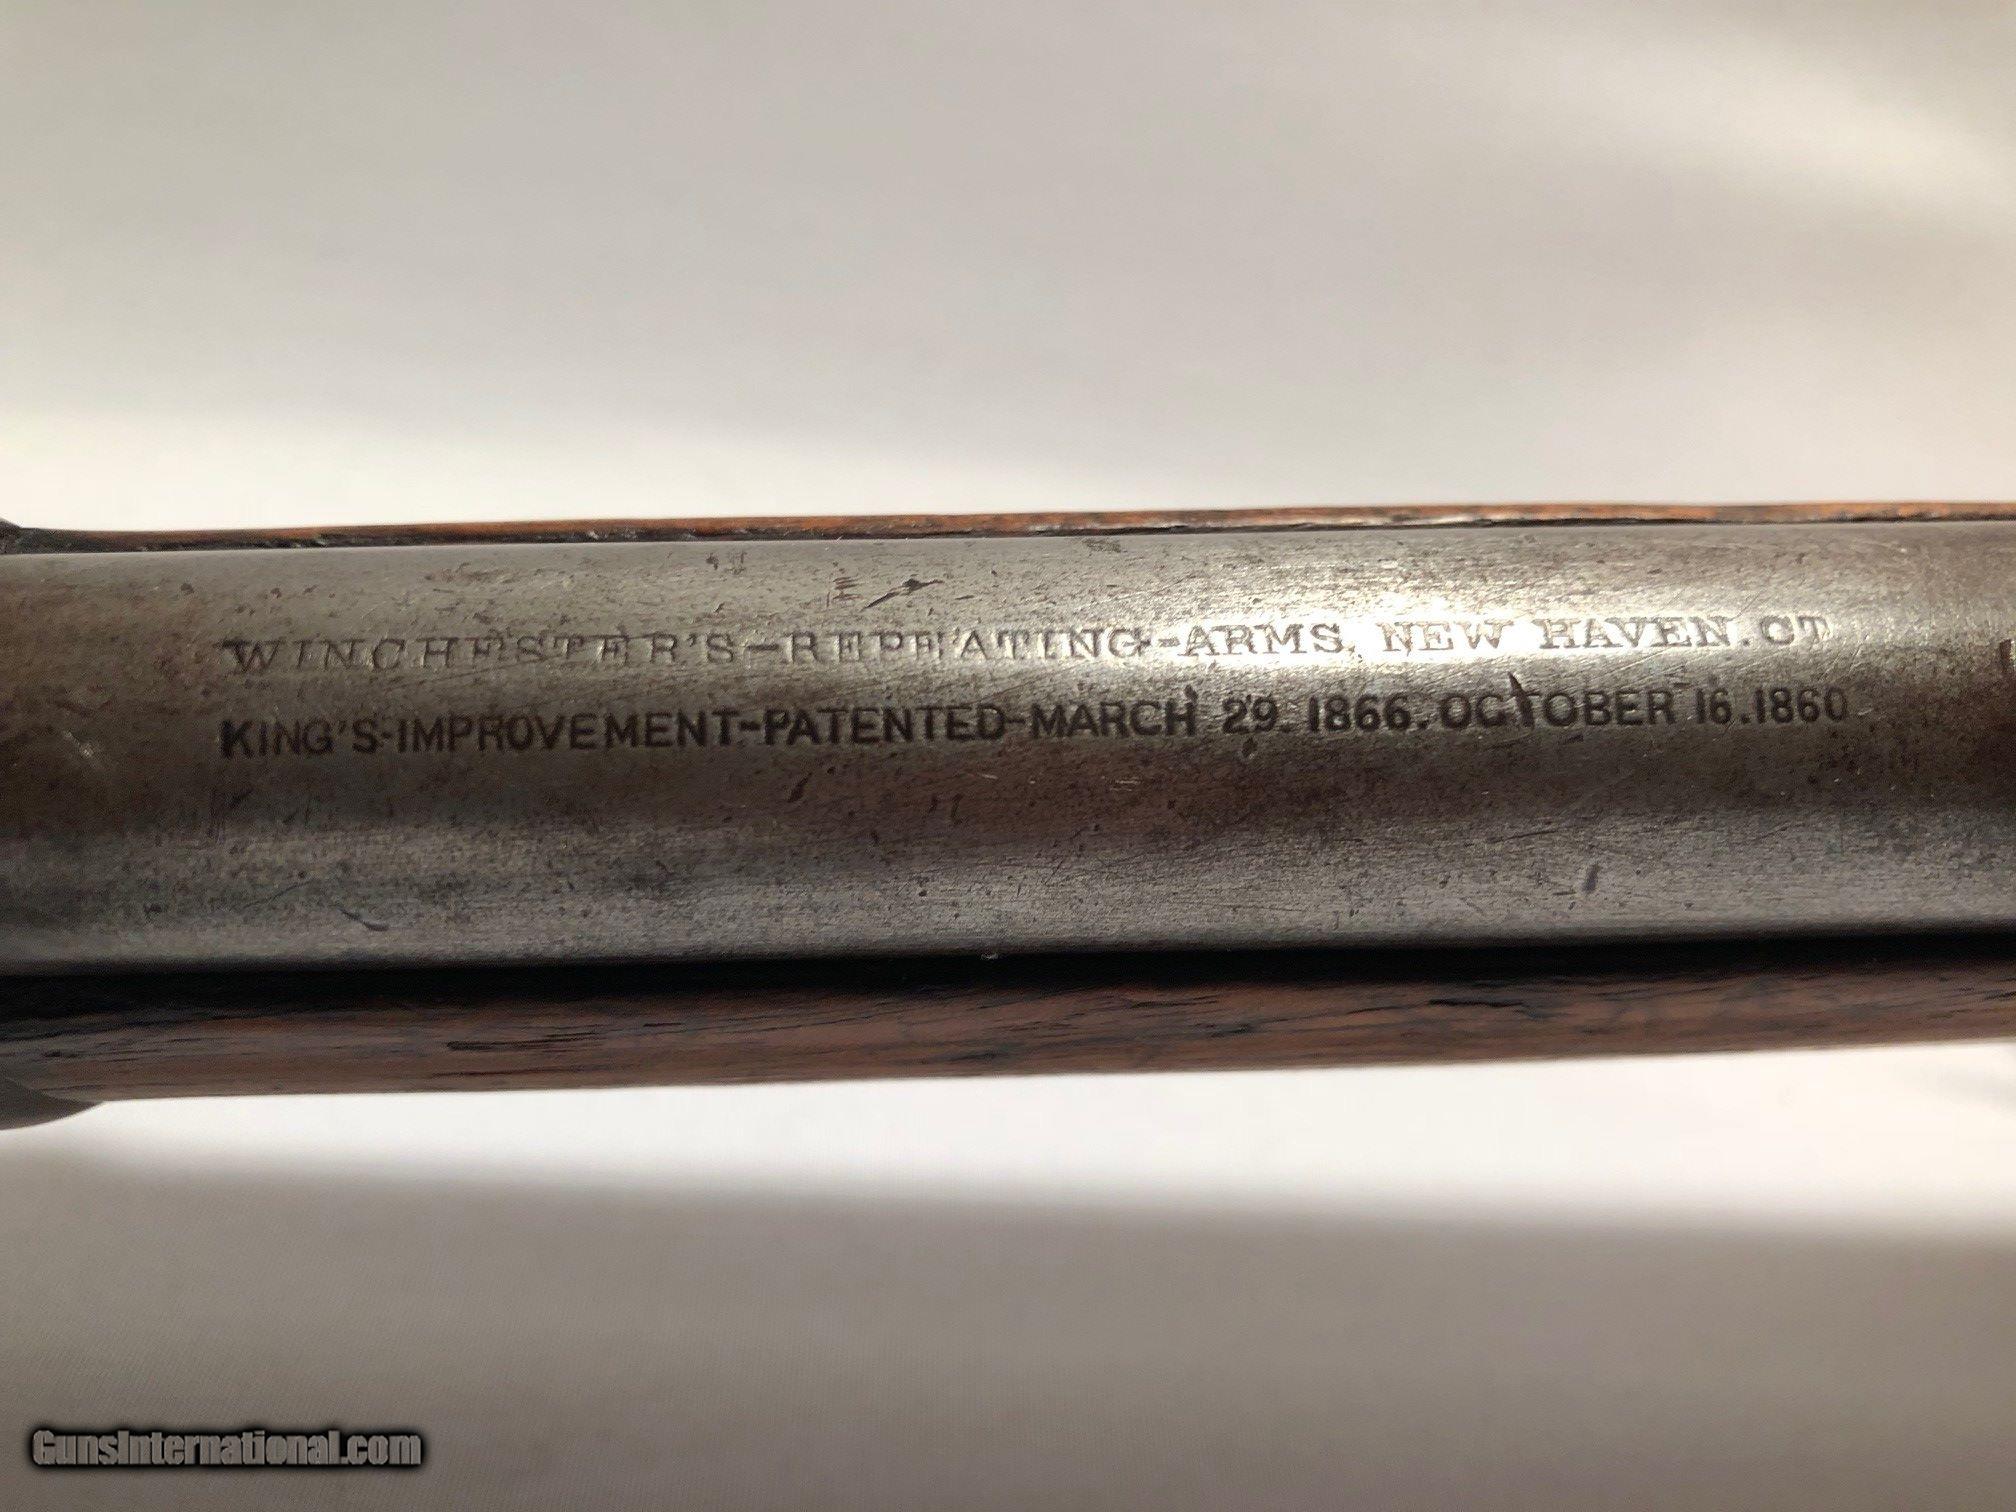 WINCHESTER'S-REPEATING-ARMS. NEW HAVEN. CT
KING'S-IMPROVEMENT-PATENTED-MARCH 29. 1866. OCTOBER 16. 1860
GunsInternational.com